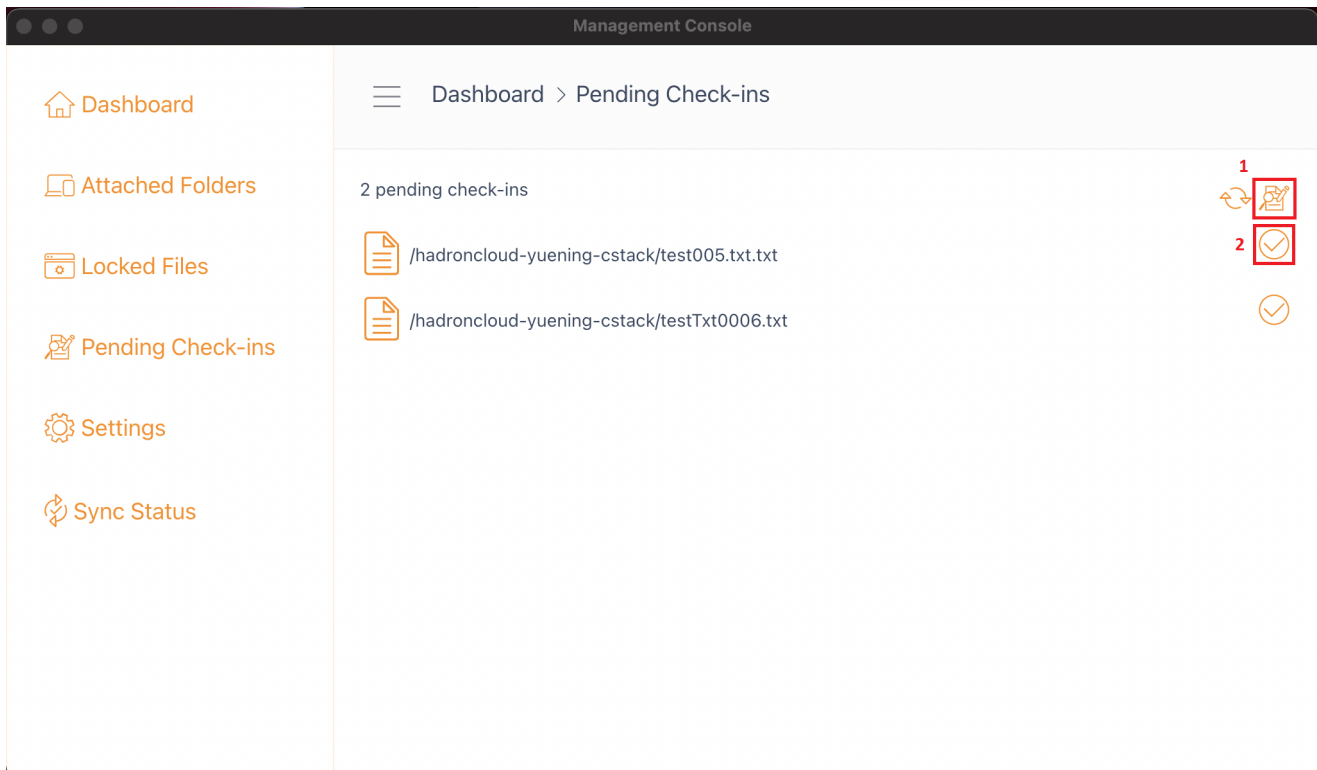 Management Console
Dashboard
Attached Folders
Locked Files
Pending Check-ins
Settings
Sync Status
Dashboard > Pending Check-ins
2 pending check-ins
1
/hadroncloud-yuening-cstack/test005.txt.txt
2
/hadroncloud-yuening-cstack/testTxt0006.txt